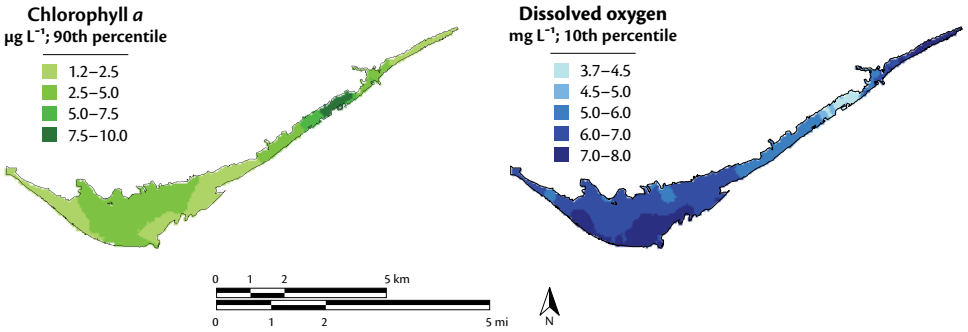 Chlorophyll a
µg L⁻¹; 90th percentile
1.2–2.5
2.5–5.0
5.0–7.5
7.5–10.0
Dissolved oxygen
mg L⁻¹; 10th percentile
3.7–4.5
4.5–5.0
5.0–6.0
6.0–7.0
7.0–8.0
0 1 2 5 km
0 1 2 5 mi
N